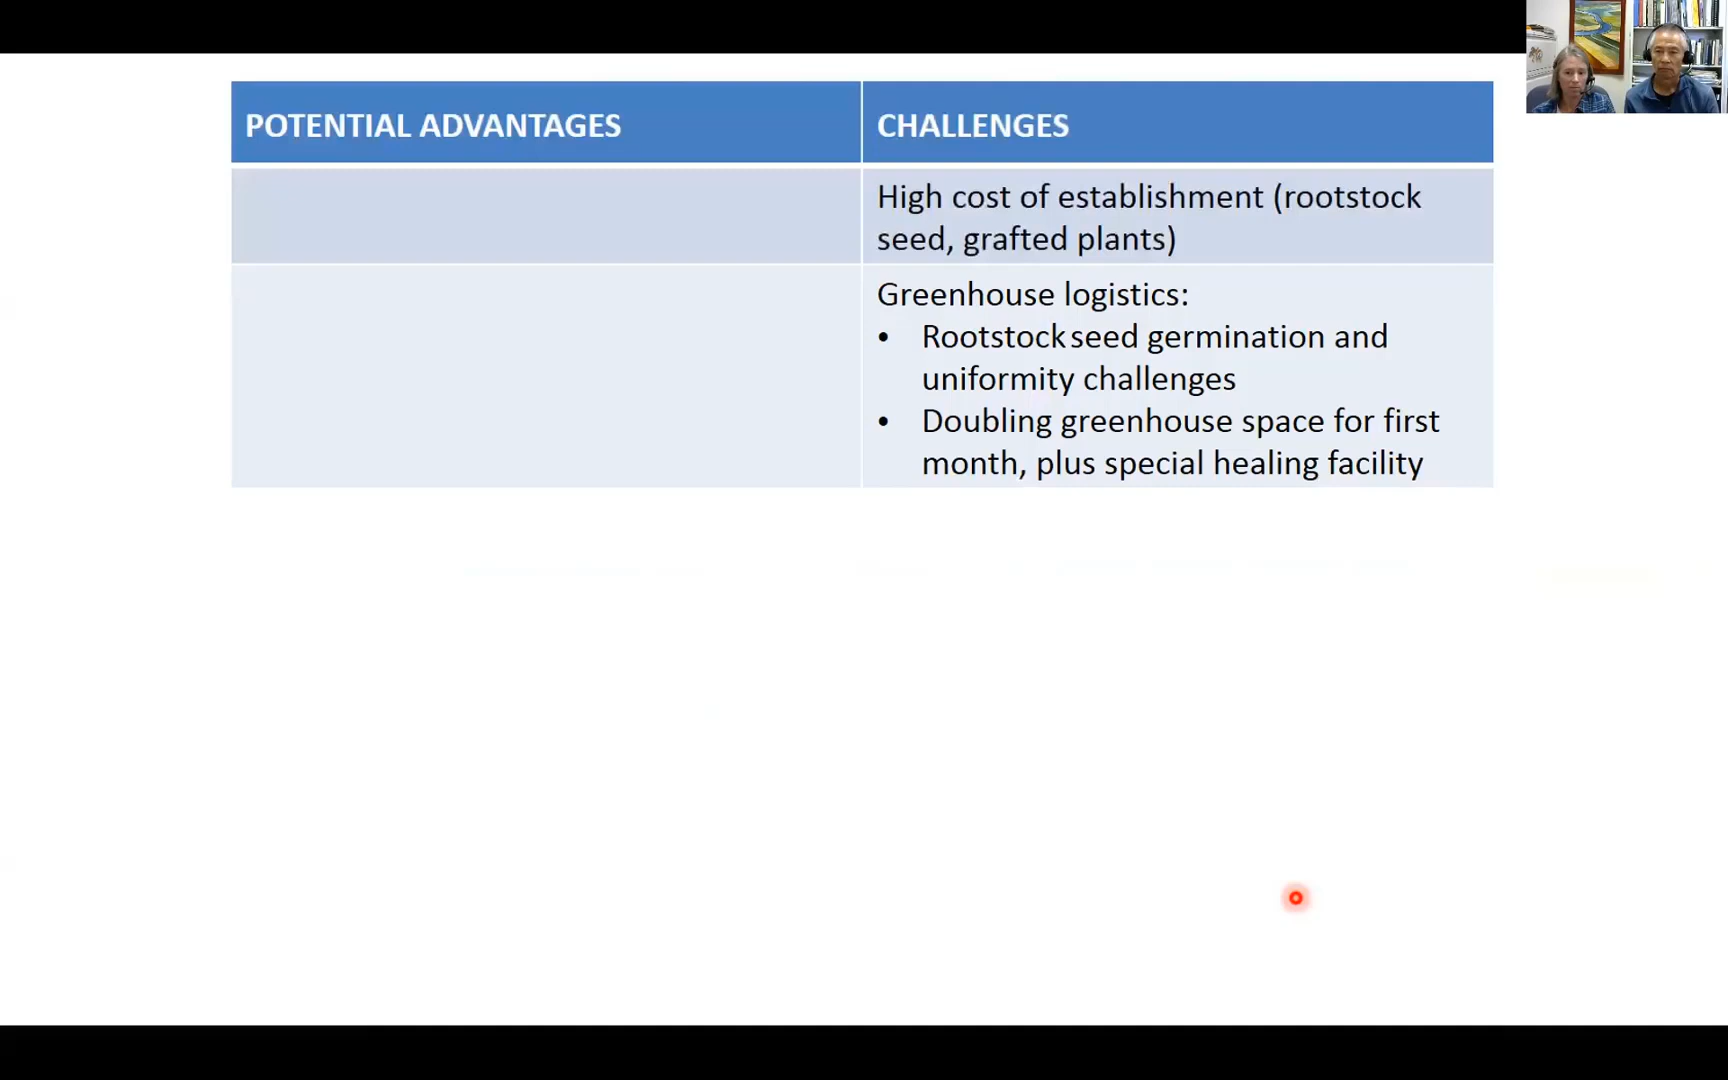 POTENTIAL ADVANTAGES
CHALLENGES
High cost of establishment (rootstock
seed, grafted plants)
Greenhouse logistics:
• Rootstock seed germination and
uniformity challenges
• Doubling greenhouse space for first
month, plus special healing facility